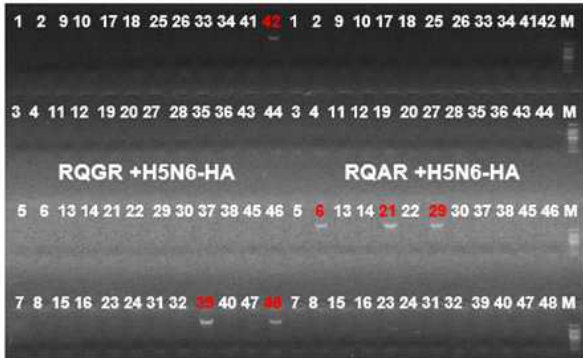 1 2 9 10 17 18 25 26 33 34 41 42 1 2 9 10 17 18 25 26 33 34 41 42 M
3 4 11 12 19 20 27 28 35 36 43 44 3 4 11 12 19 20 27 28 35 36 43 44 M
RQGR +H5N6-HA RQAR +H5N6-HA
5 6 13 14 21 22 29 30 37 38 45 46 5 6 13 14 21 22 29 30 37 38 45 46 M
7 8 15 16 23 24 31 32 39 40 47 48 7 8 15 16 23 24 31 32 39 40 47 48 M